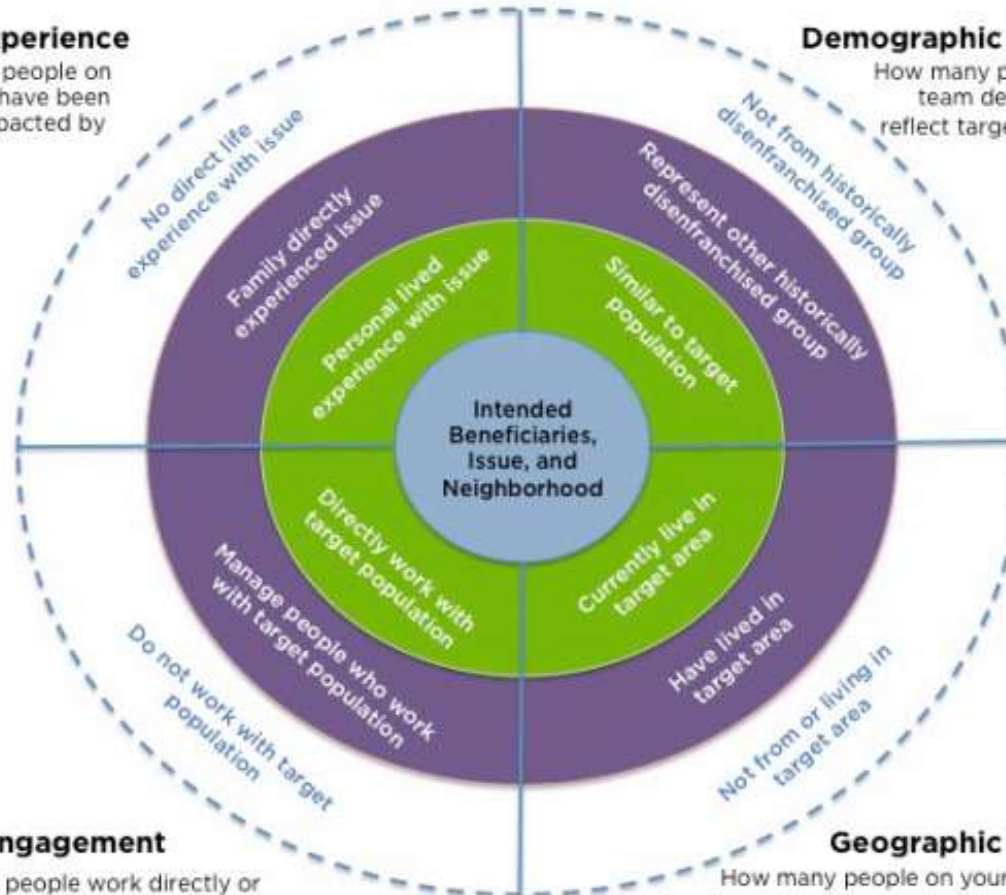 perience
people on
have been
pacted by
Demographic
How many p
team de
reflect targe
No direct life
experience with issue
Not from historically
disenfranchised group
Family directly
experienced issue
Represent other historically
disenfranchised group
Personal lived
experience with issue
Similar to target
population
Intended
Beneficiaries,
Issue, and
Neighborhood
Directly work with
target population
Currently live in
target area
Manage people who work
with target population
Have lived in
target area
Do not work with target
population
Not from or living in
target area
ngagement
people work directly or
Geographic
How many people on your